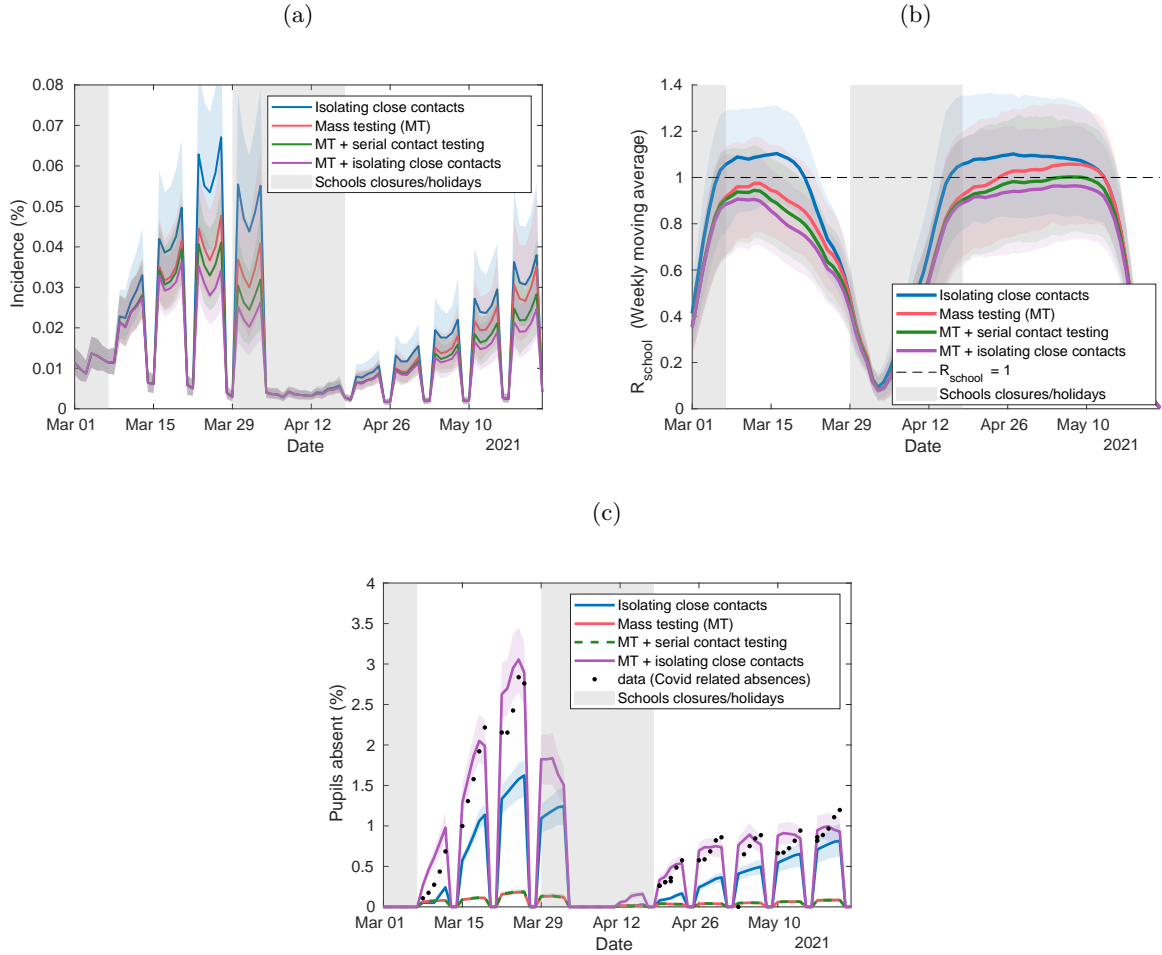 (a)
0.08
0.07
0.06
0.05
0.04
0.03
0.02
0.01
0
Incidence (%)
Isolating close contacts
Mass testing (MT)
MT + serial contact testing
MT + isolating close contacts
Schools closures/holidays
Mar 01 Mar 15 Mar 29 Apr 12 Apr 26 May 10
Date
2021
(b)
1.4
1.2
1
0.8
0.6
0.4
0.2
0
R_school (Weekly moving average)
Isolating close contacts
Mass testing (MT)
MT + serial contact testing
MT + isolating close contacts
R_school = 1
Schools closures/holidays
Mar 01 Mar 15 Mar 29 Apr 12 Apr 26 May 10
Date
2021
(c)
4
3.5
3
2.5
2
1.5
1
0.5
0
Pupils absent (%)
Isolating close contacts
Mass testing (MT)
MT + serial contact testing
MT + isolating close contacts
data (Covid related absences)
Schools closures/holidays
Mar 01 Mar 15 Mar 29 Apr 12 Apr 26 May 10
Date
2021